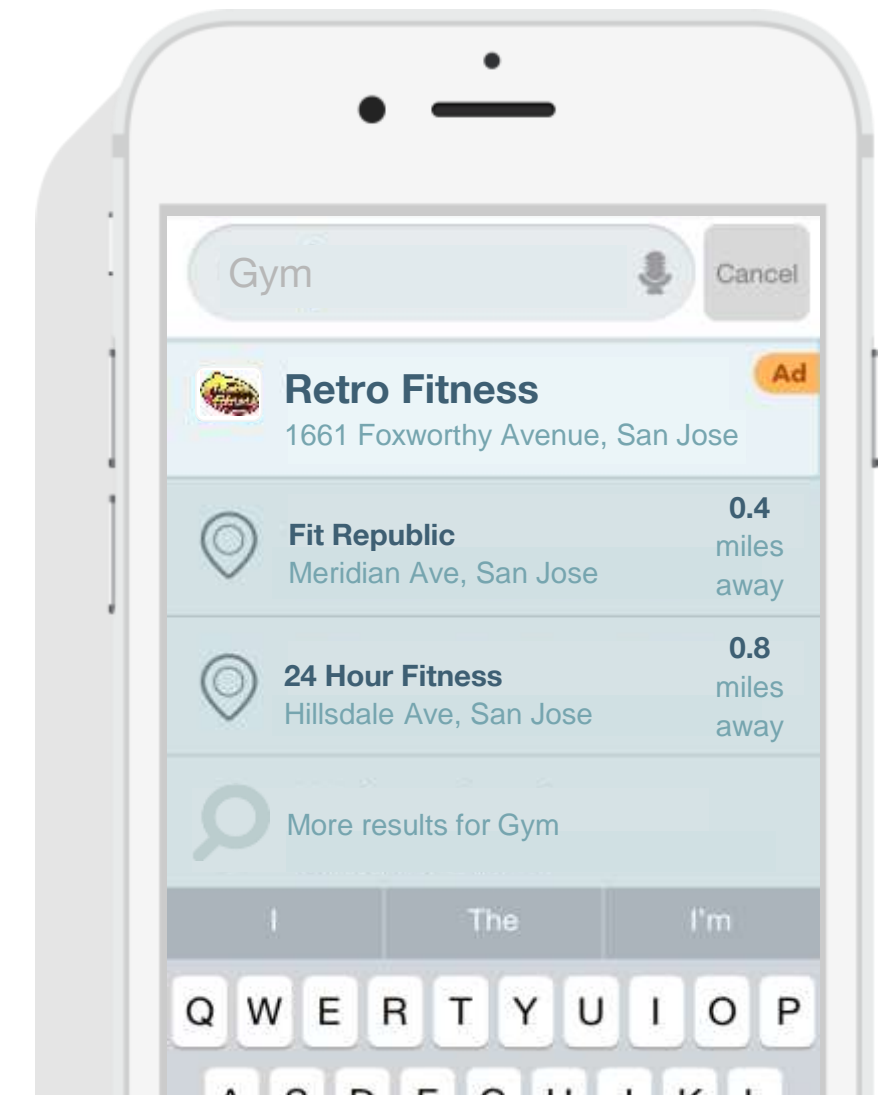 Gym
Cancel
Retro Fitness
Ad
1661 Foxworthy Avenue, San Jose
Fit Republic
Meridian Ave, San Jose
0.4
miles
away
24 Hour Fitness
Hillsdale Ave, San Jose
0.8
miles
away
More results for Gym
I The I'm
Q W E R T Y U I O P